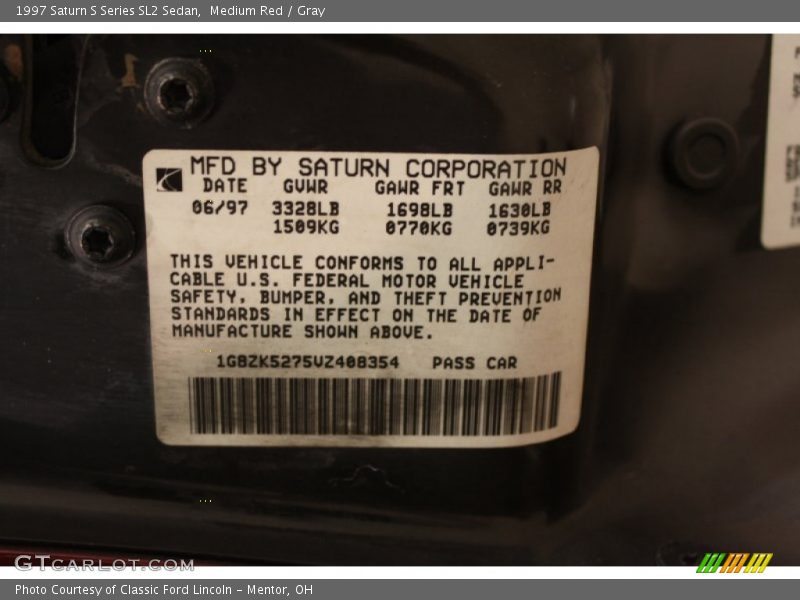 1997 Saturn S Series SL2 Sedan,  Medium Red / Gray
MFD BY SATURN CORPORATION
DATE GVWR GAWR FRT GAWR RR
06/97 3328LB 1698LB 1630LB
1509KG 0770KG 0739KG
THIS VEHICLE CONFORMS TO ALL APPLI-
CABLE U.S. FEDERAL MOTOR VEHICLE
SAFETY, BUMPER, AND THEFT PREVENTION
STANDARDS IN EFFECT ON THE DATE OF
MANUFACTURE SHOWN ABOVE.
1G8ZK5275VZ408354 PASS CAR
GTCARLOT.COM
Photo Courtesy of Classic Ford Lincoln - Mentor, OH